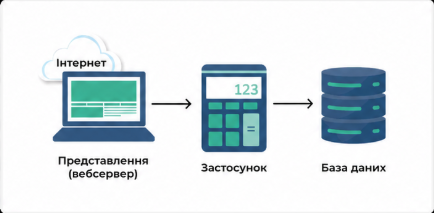 Інтернет
123
Представлення
(вебсервер)
Застосунок
База даних